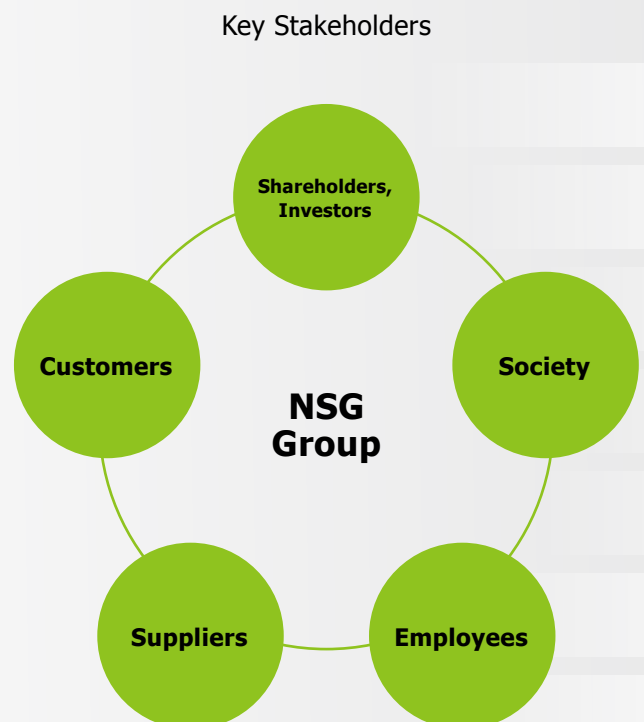 Key Stakeholders
Shareholders,
Investors
Customers
Society
NSG
Group
Suppliers
Employees